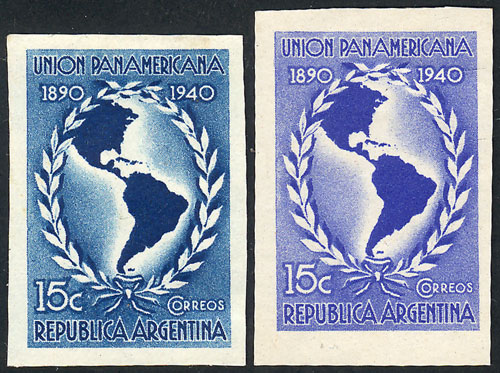 UNION PANAMERICANA
1890 1940
15c CORREOS
REPUBLICA ARGENTINA
UNION PANAMERICANA
1890 1940
15c CORREOS
REPUBLICA ARGENTINA